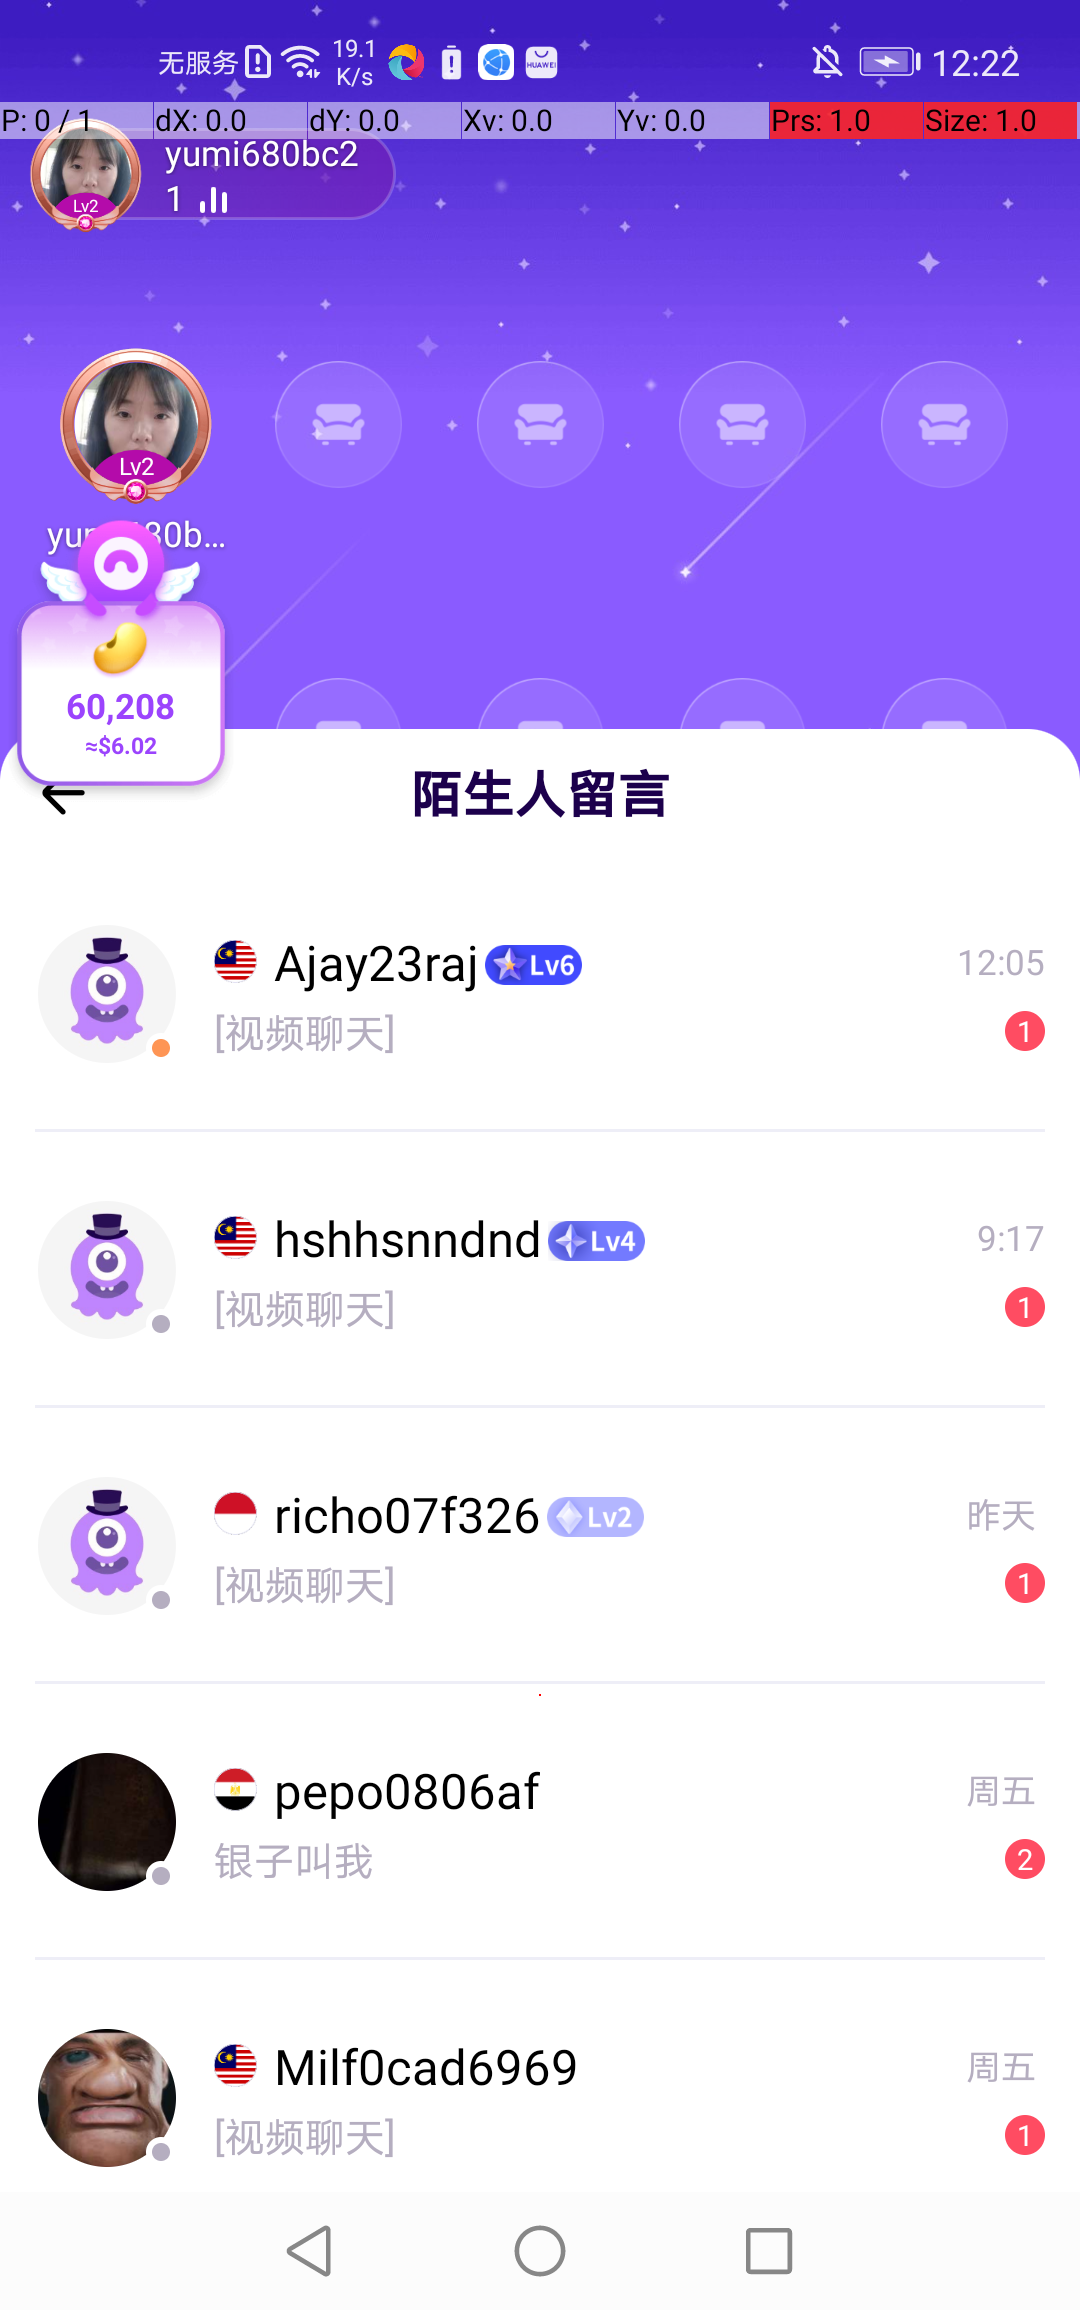 无服务
19.1
K/s
HUAWEI
12:22
P: 0 / 1
dX: 0.0
dY: 0.0
Xv: 0.0
Yv: 0.0
Prs: 1.0
Size: 1.0
yumi680bc2
Lv2
1
Lv2
60,208
≈$6.02
陌生人留言
Ajay23raj Lv6 12:05
[视频聊天] 1
hshhsnndnd Lv4 9:17
[视频聊天] 1
richo07f326 Lv2 昨天
[视频聊天] 1
pepo0806af 周五
银子叫我 2
Milf0cad6969 周五
[视频聊天] 1